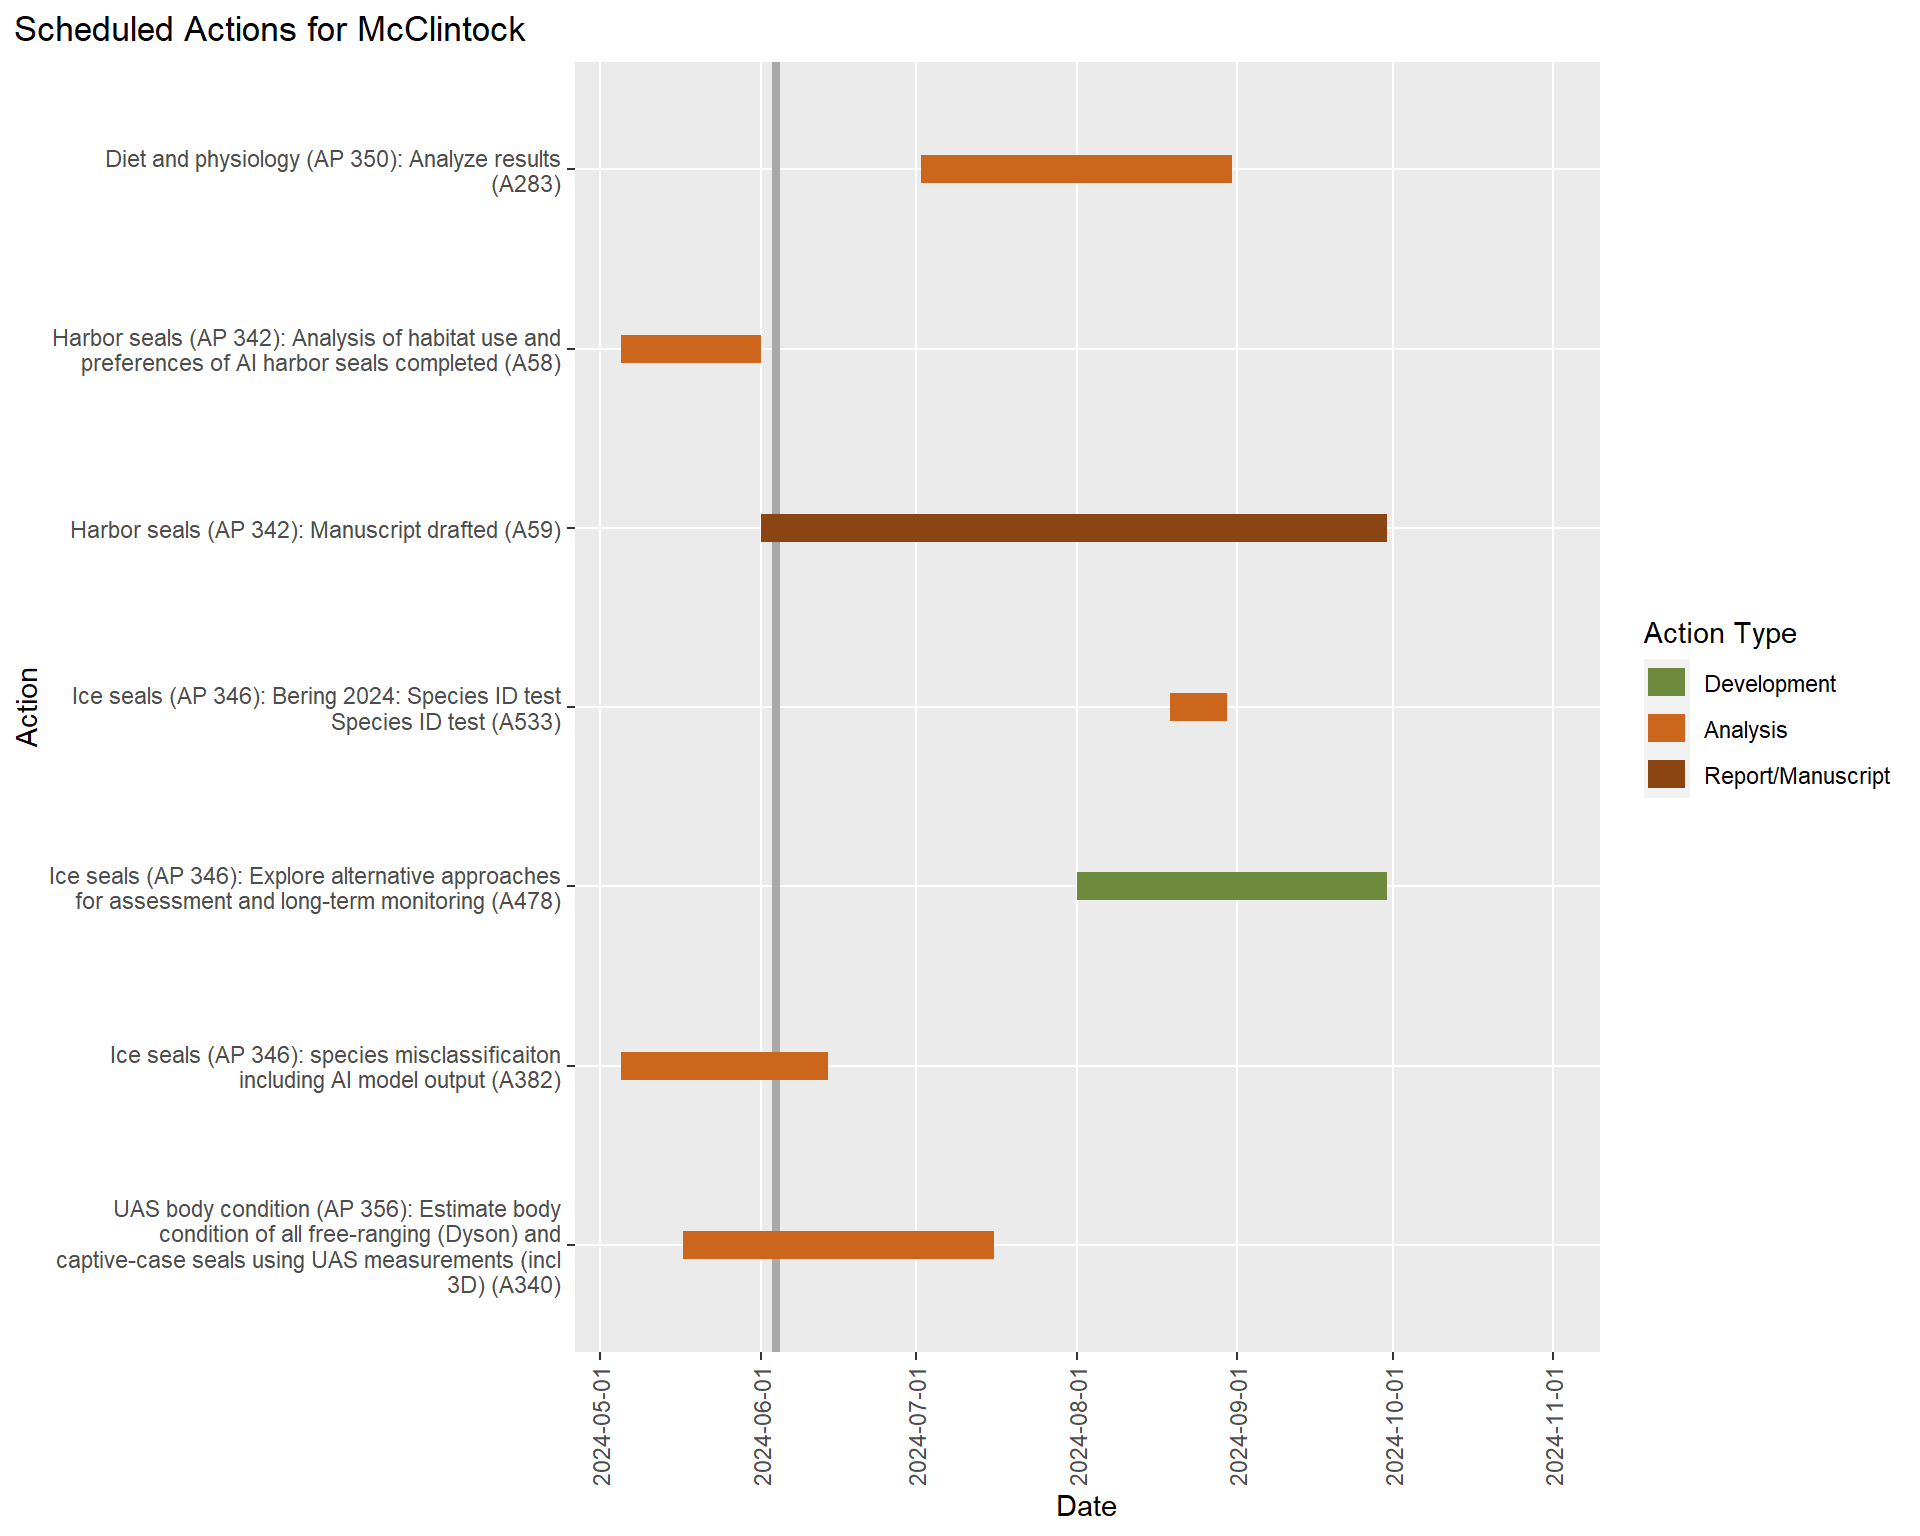 Scheduled Actions for McClintock
Diet and physiology (AP 350): Analyze results
(A283)
Harbor seals (AP 342): Analysis of habitat use and
preferences of AI harbor seals completed (A58)
Harbor seals (AP 342): Manuscript drafted (A59)
Ice seals (AP 346): Bering 2024: Species ID test
Species ID test (A533)
Ice seals (AP 346): Explore alternative approaches
for assessment and long-term monitoring (A478)
Ice seals (AP 346): species misclassificaiton
including AI model output (A382)
UAS body condition (AP 356): Estimate body
condition of all free-ranging (Dyson) and
captive-case seals using UAS measurements (incl
3D) (A340)
Action
2024-05-01
2024-06-01
2024-07-01
2024-08-01
2024-09-01
2024-10-01
2024-11-01
Date
Action Type
Development
Analysis
Report/Manuscript